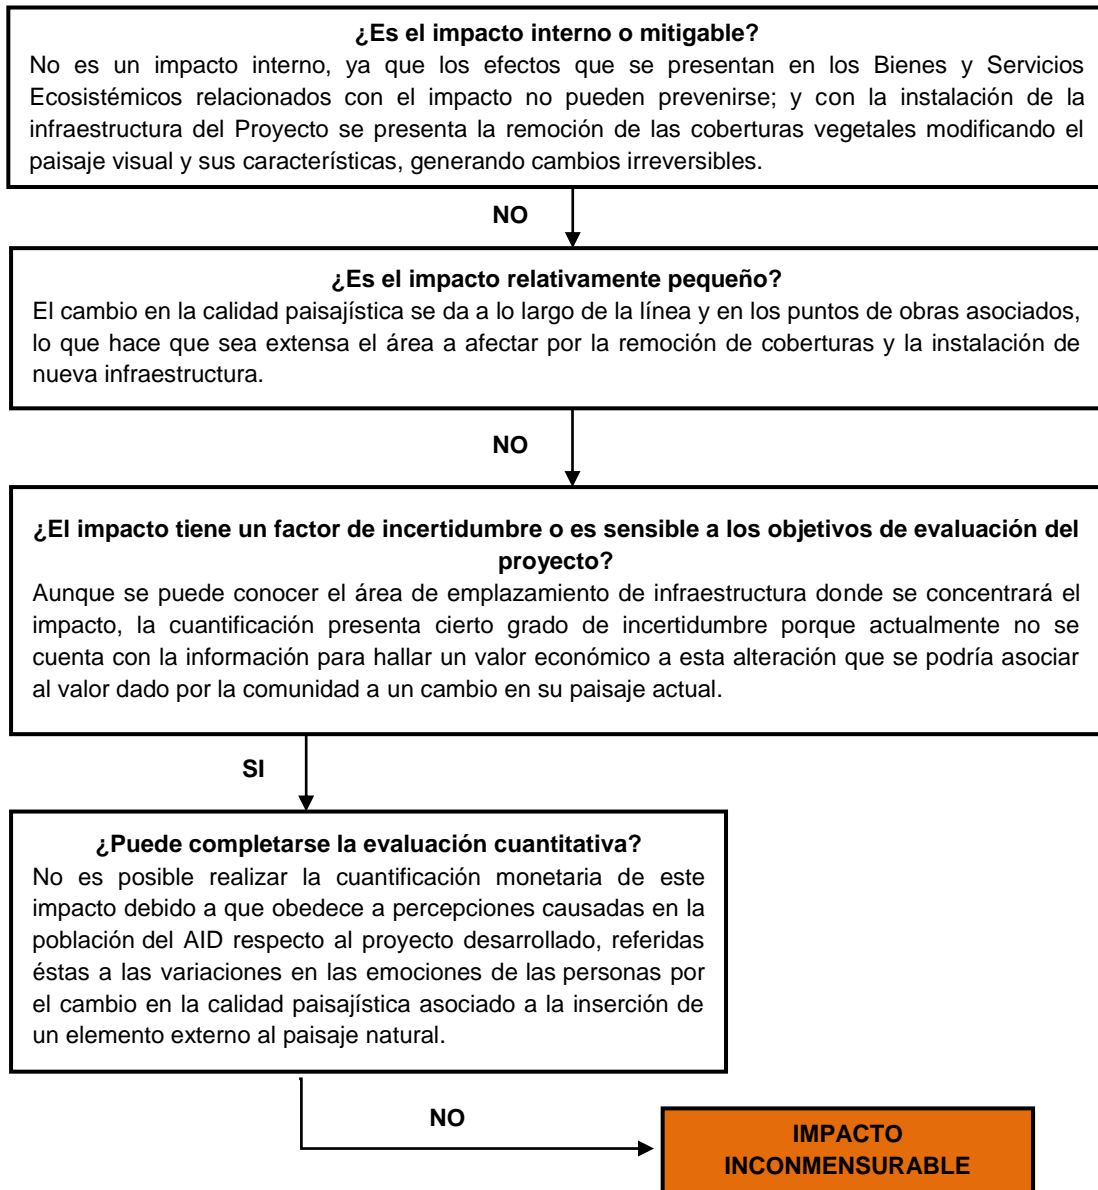 ¿Es el impacto interno o mitigable?
No es un impacto interno, ya que los efectos que se presentan en los Bienes y Servicios
Ecosistémicos relacionados con el impacto no pueden prevenirse; y con la instalación de la
infraestructura del Proyecto se presenta la remoción de las coberturas vegetales modificando el
paisaje visual y sus características, generando cambios irreversibles.
NO
¿Es el impacto relativamente pequeño?
El cambio en la calidad paisajística se da a lo largo de la línea y en los puntos de obras asociados,
lo que hace que sea extensa el área a afectar por la remoción de coberturas y la instalación de
nueva infraestructura.
NO
¿El impacto tiene un factor de incertidumbre o es sensible a los objetivos de evaluación del
proyecto?
Aunque se puede conocer el área de emplazamiento de infraestructura donde se concentrará el
impacto, la cuantificación presenta cierto grado de incertidumbre porque actualmente no se
cuenta con la información para hallar un valor económico a esta alteración que se podría asociar
al valor dado por la comunidad a un cambio en su paisaje actual.
SI
¿Puede completarse la evaluación cuantitativa?
No es posible realizar la cuantificación monetaria de este
impacto debido a que obedece a percepciones causadas en la
población del AID respecto al proyecto desarrollado, referidas
éstas a las variaciones en las emociones de las personas por
el cambio en la calidad paisajística asociado a la inserción de
un elemento externo al paisaje natural.
NO
IMPACTO
INCONMENSURABLE